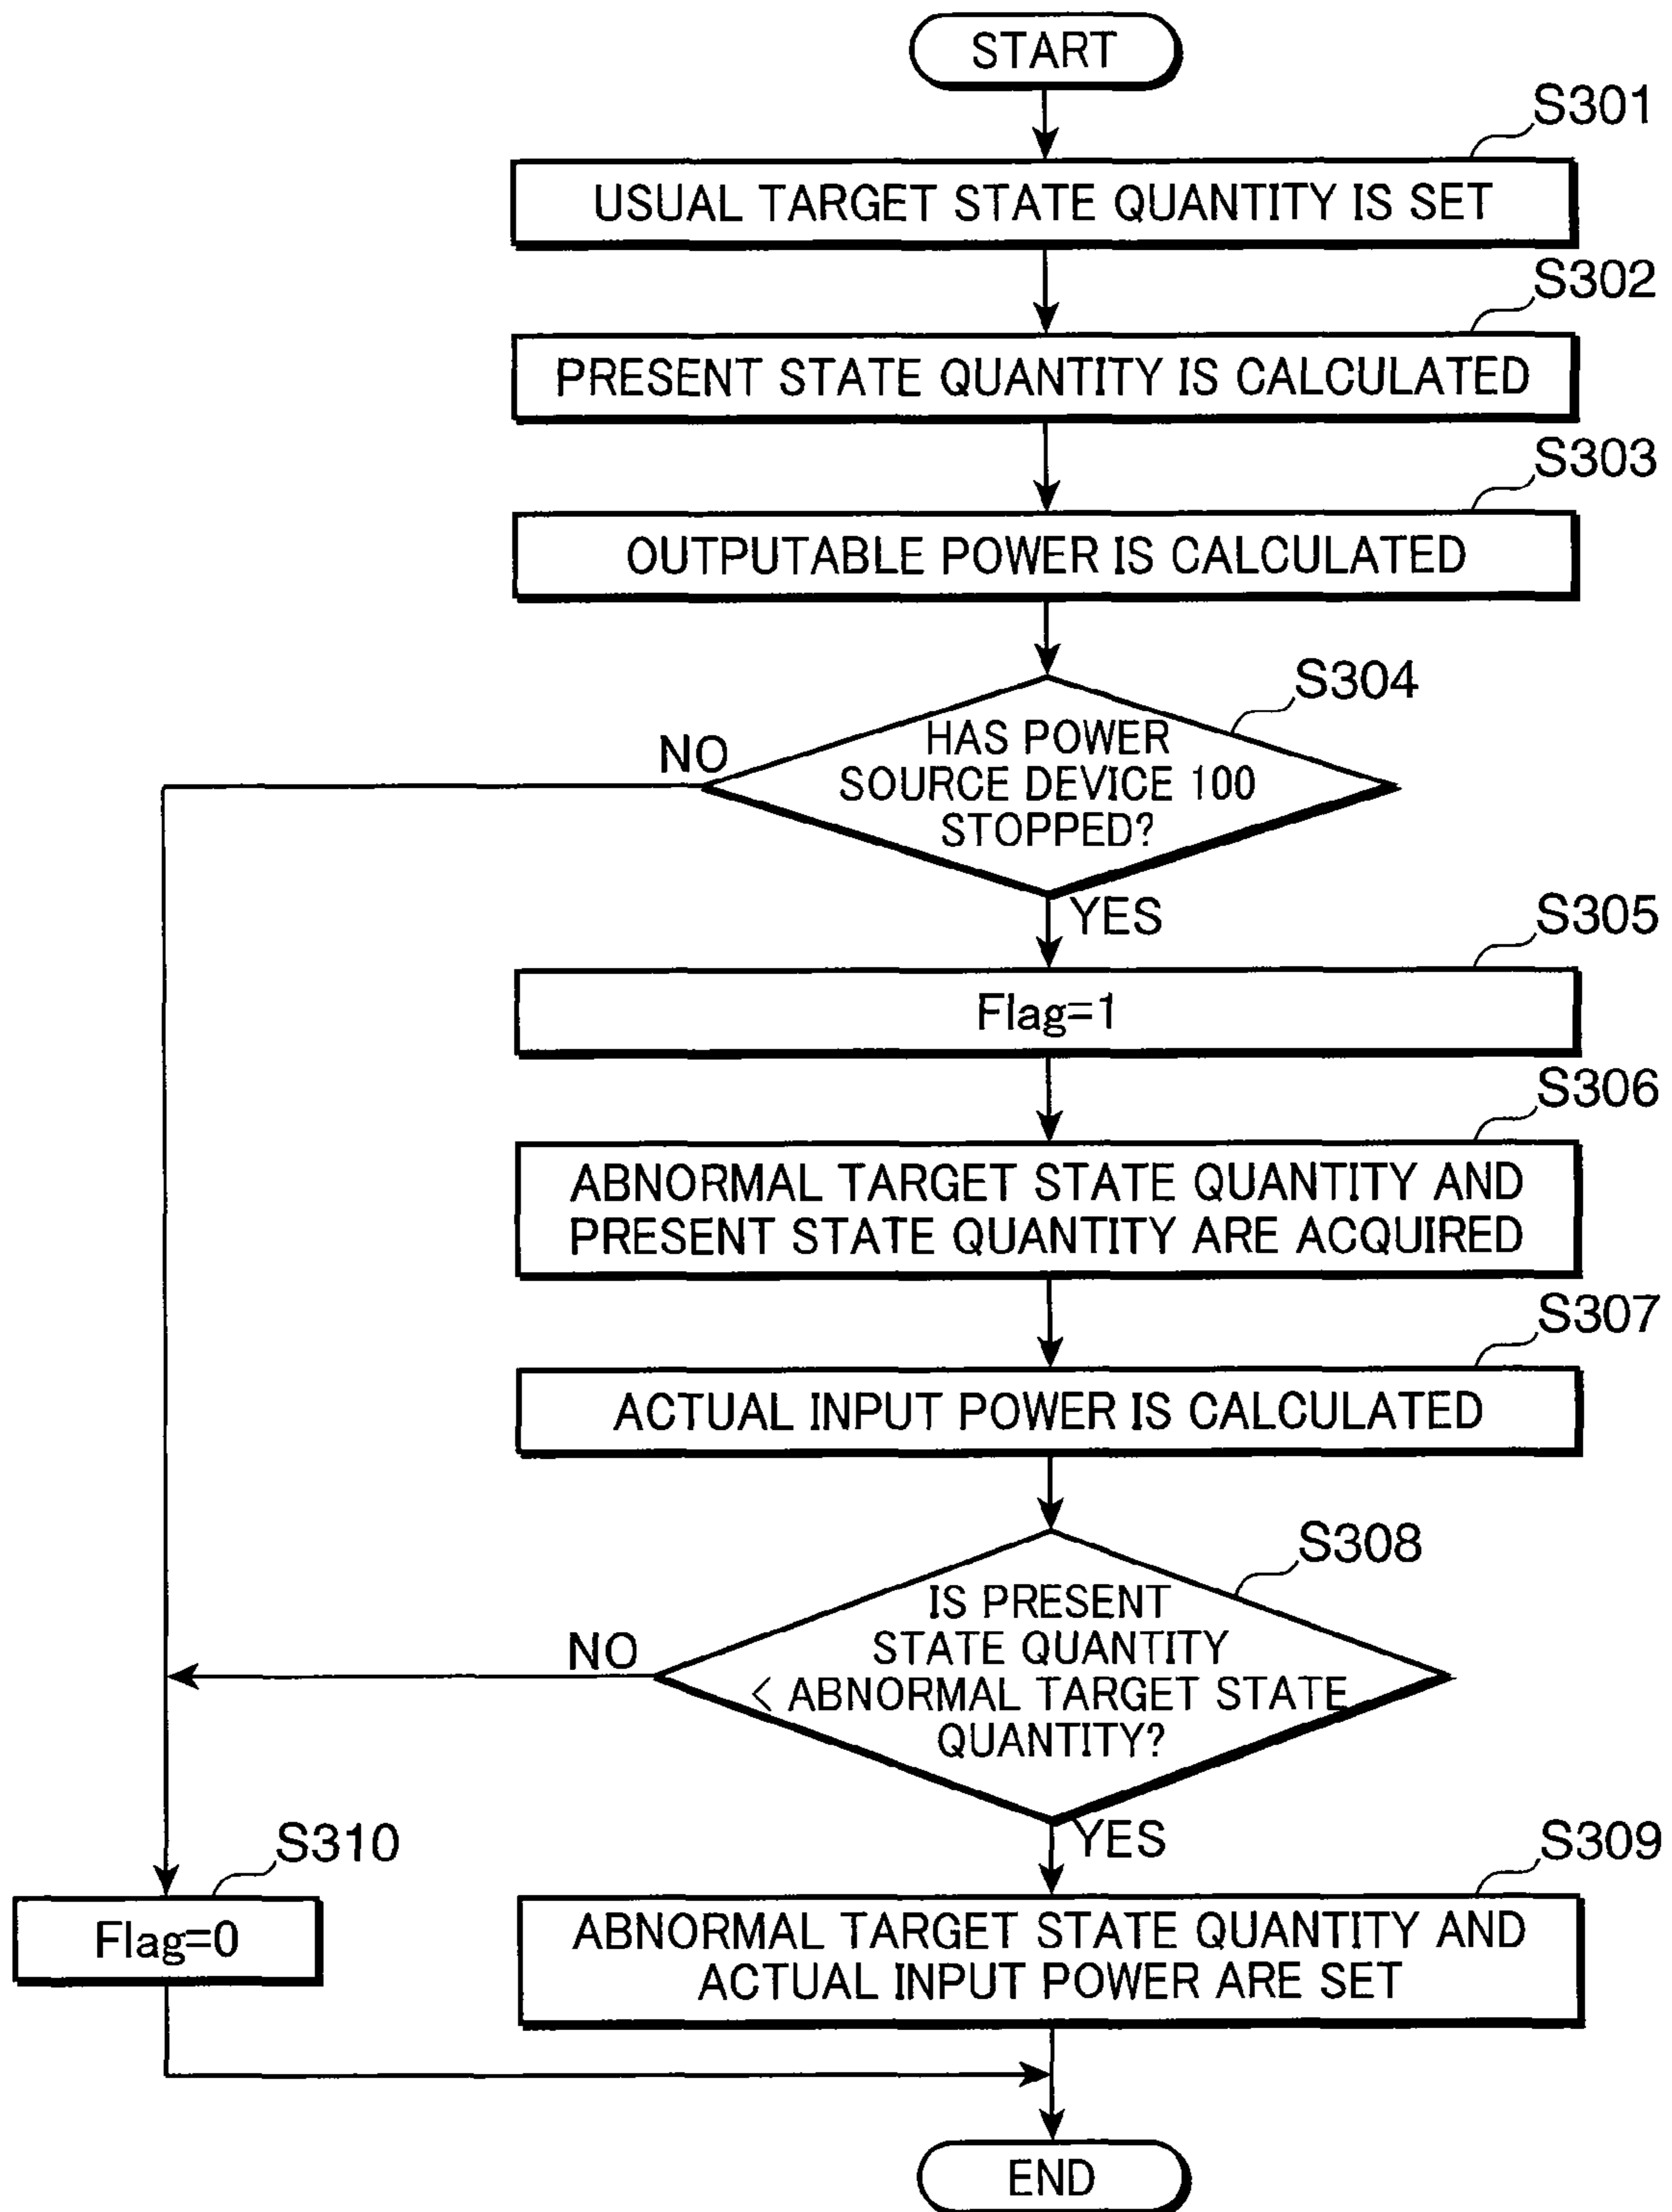 START
S301
USUAL TARGET STATE QUANTITY IS SET
S302
PRESENT STATE QUANTITY IS CALCULATED
S303
OUTPUTABLE POWER IS CALCULATED
S304
HAS POWER
SOURCE DEVICE 100
STOPPED?
NO
YES
S305
Flag=1
S306
ABNORMAL TARGET STATE QUANTITY AND
PRESENT STATE QUANTITY ARE ACQUIRED
S307
ACTUAL INPUT POWER IS CALCULATED
S308
IS PRESENT
STATE QUANTITY
< ABNORMAL TARGET STATE
QUANTITY?
NO
YES
S310
Flag=0
S309
ABNORMAL TARGET STATE QUANTITY AND
ACTUAL INPUT POWER ARE SET
END